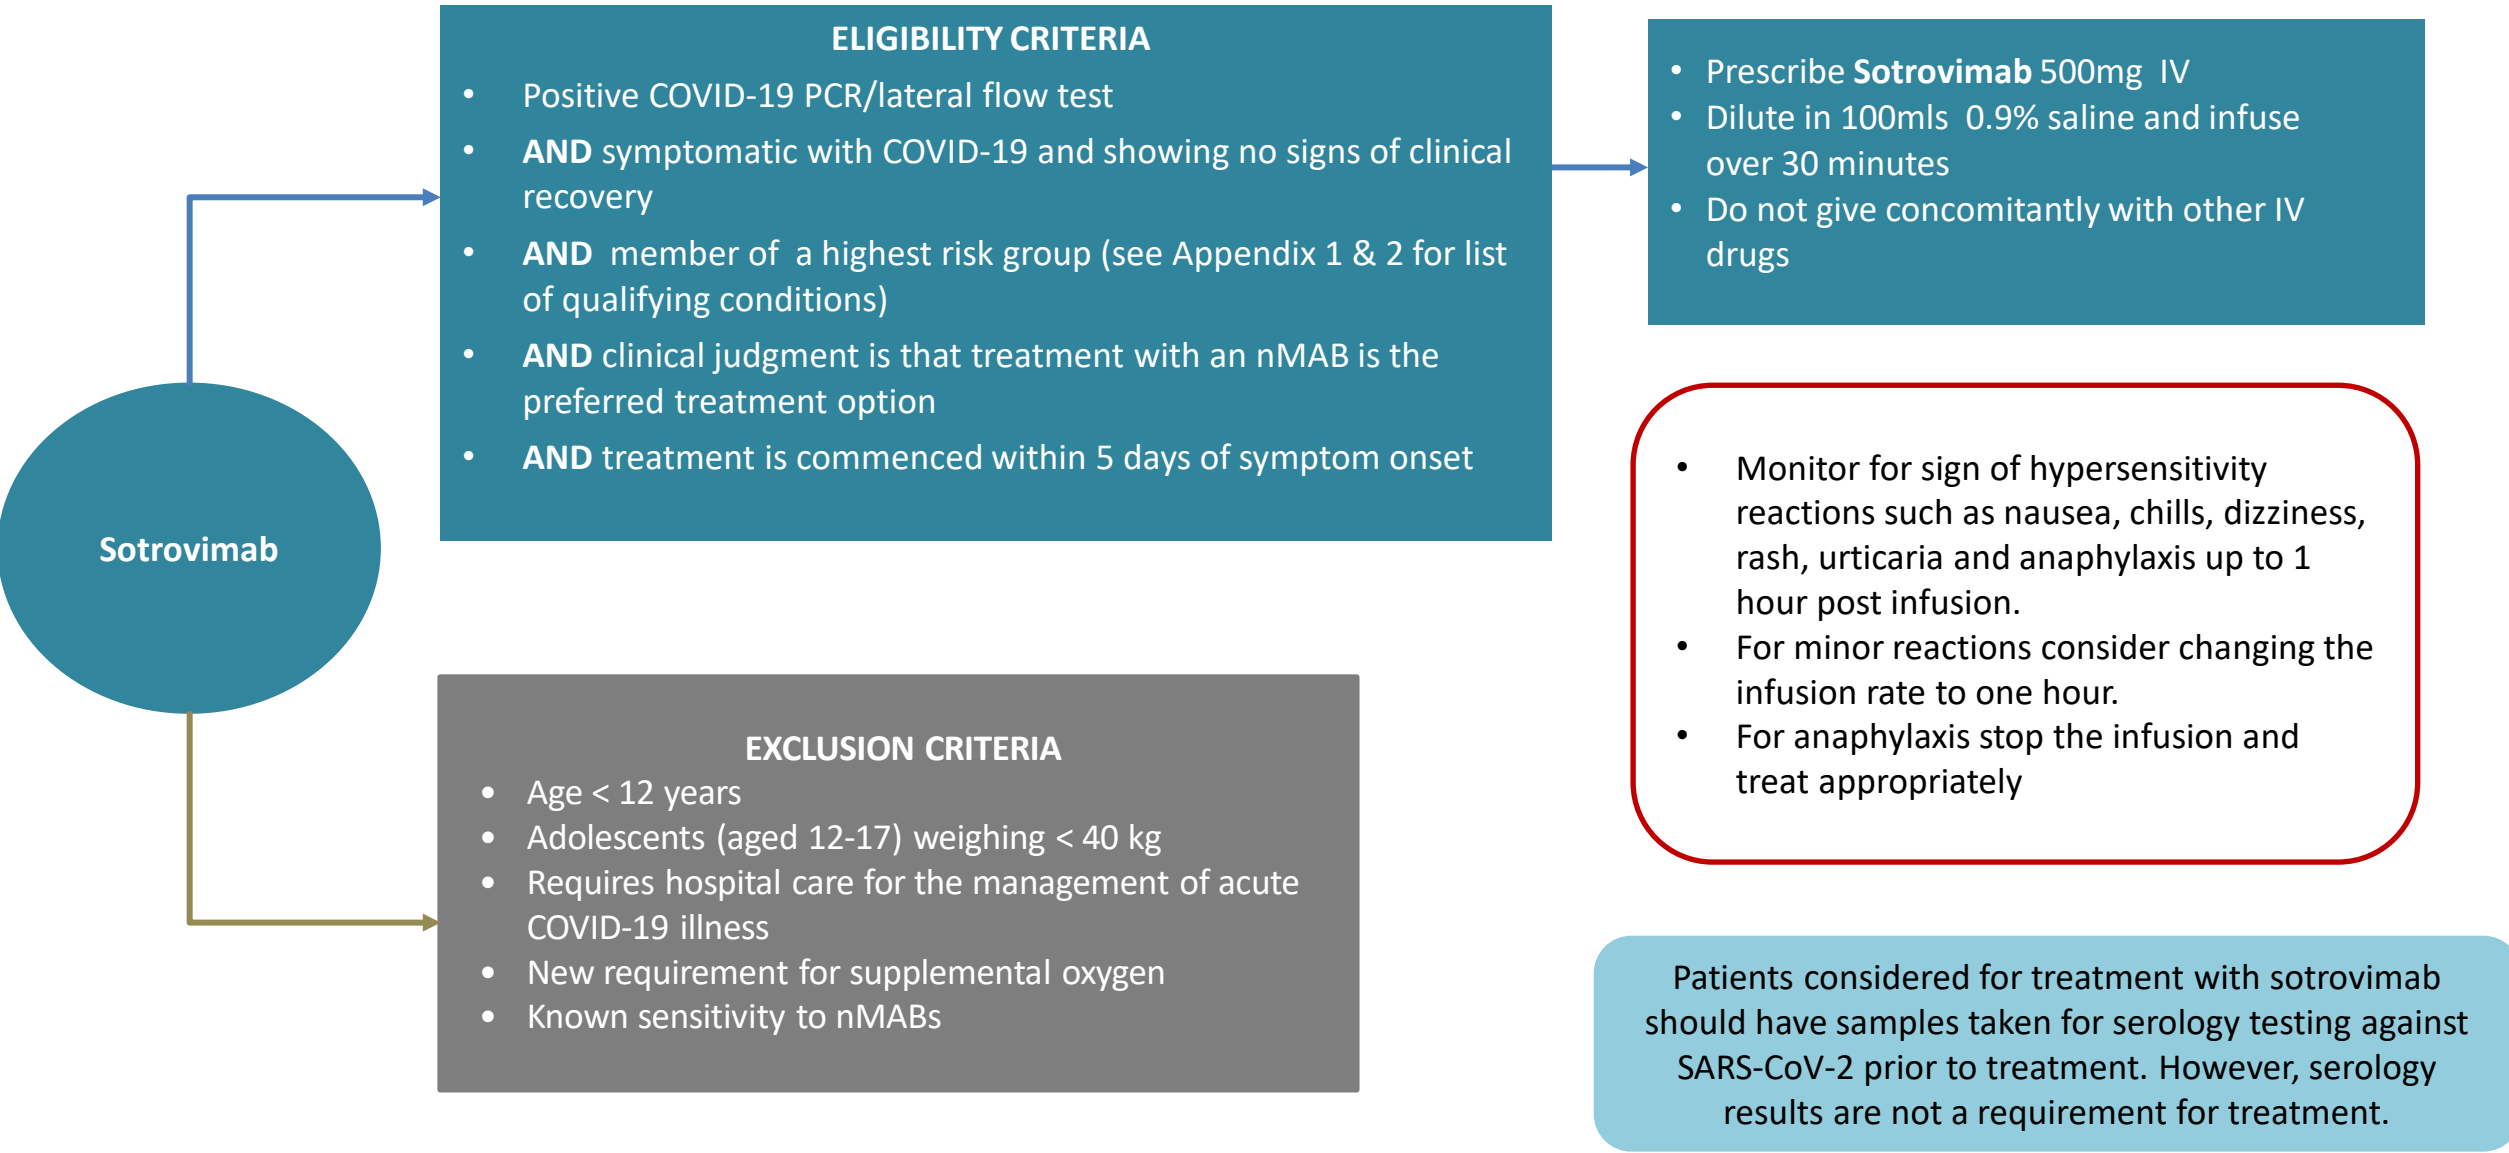 Sotrovimab
ELIGIBILITY CRITERIA
• Positive COVID-19 PCR/lateral flow test
• AND symptomatic with COVID-19 and showing no signs of clinical
recovery
• AND member of a highest risk group (see Appendix 1 & 2 for list
of qualifying conditions)
• AND clinical judgment is that treatment with an nMAB is the
preferred treatment option
• AND treatment is commenced within 5 days of symptom onset
• Prescribe Sotrovimab 500mg IV
• Dilute in 100mls 0.9% saline and infuse
over 30 minutes
• Do not give concomitantly with other IV
drugs
• Monitor for sign of hypersensitivity
reactions such as nausea, chills, dizziness,
rash, urticaria and anaphylaxis up to 1
hour post infusion.
• For minor reactions consider changing the
infusion rate to one hour.
• For anaphylaxis stop the infusion and
treat appropriately
EXCLUSION CRITERIA
• Age < 12 years
• Adolescents (aged 12-17) weighing < 40 kg
• Requires hospital care for the management of acute
COVID-19 illness
• New requirement for supplemental oxygen
• Known sensitivity to nMABs
Patients considered for treatment with sotrovimab
should have samples taken for serology testing against
SARS-CoV-2 prior to treatment. However, serology
results are not a requirement for treatment.